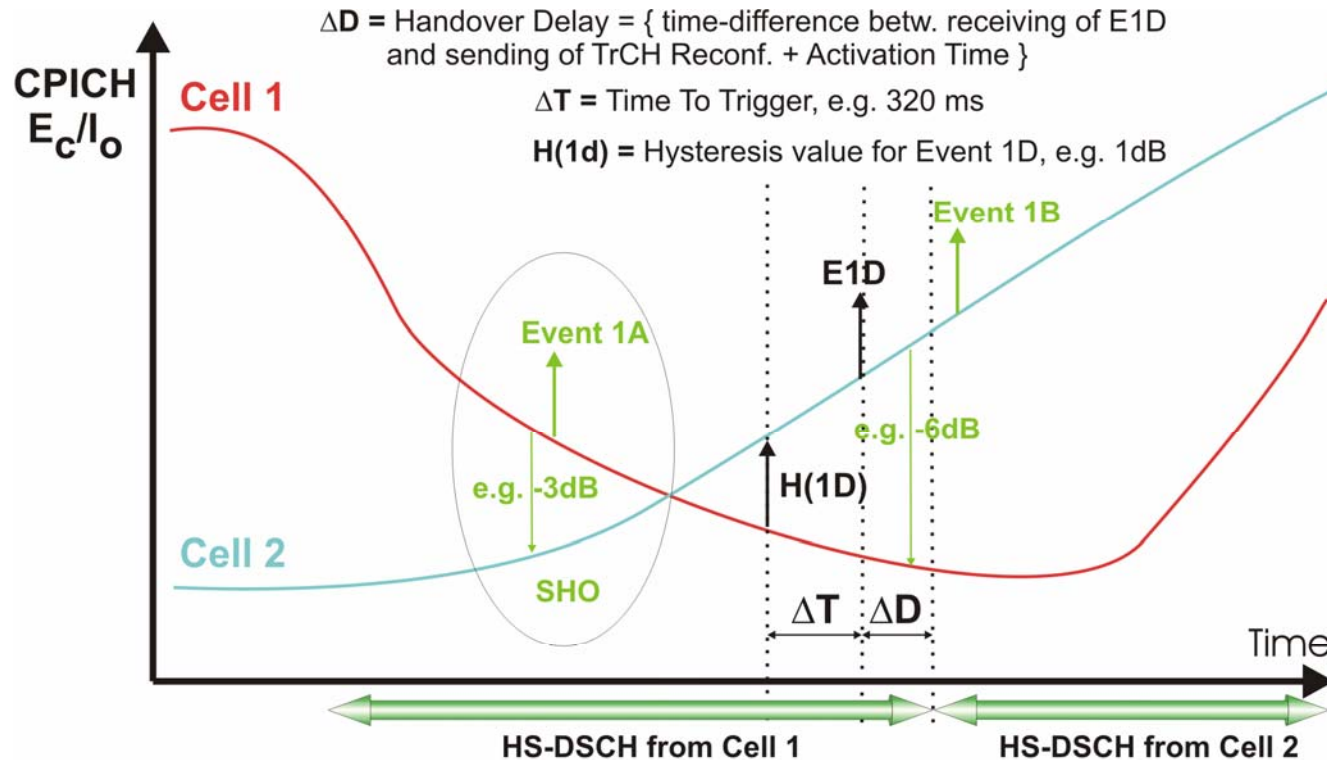 ΔD = Handover Delay = { time-difference betw. receiving of E1D
and sending of TrCH Reconf. + Activation Time }
ΔT = Time To Trigger, e.g. 320 ms
H(1d) = Hysteresis value for Event 1D, e.g. 1dB
CPICH
Ec/Io
Cell 1
Event 1B
E1D
Event 1A
e.g. -6dB
e.g. -3dB
H(1D)
Cell 2
SHO
ΔT
ΔD
Time
HS-DSCH from Cell 1
HS-DSCH from Cell 2